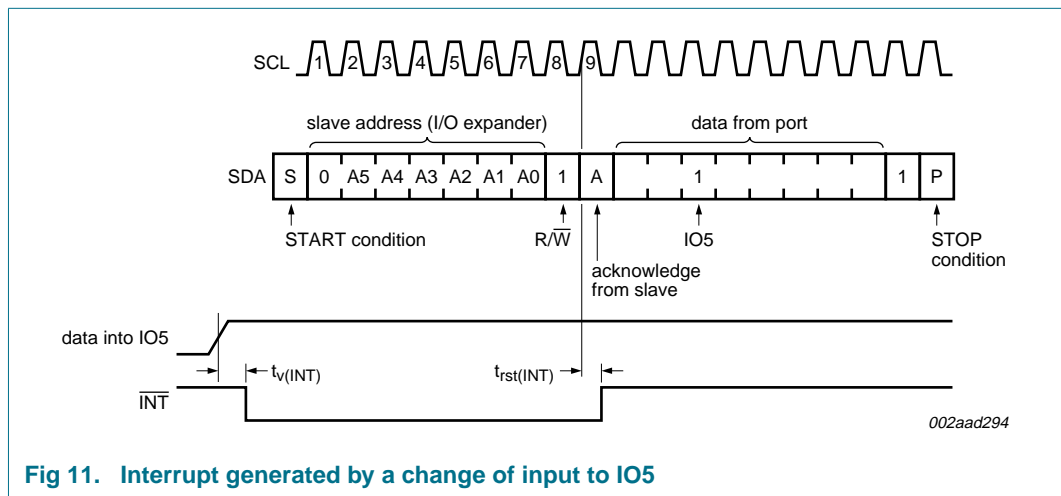 SCL 1 2 3 4 5 6 7 8 9
slave address (I/O expander) data from port
SDA S 0 A5 A4 A3 A2 A1 A0 1 A 1 1 P
START condition R/W̅ IO5 STOP
condition
acknowledge
from slave
data into IO5
tv(INT) trst(INT)
I̅N̅T̅
002aad294
Fig 11. Interrupt generated by a change of input to IO5